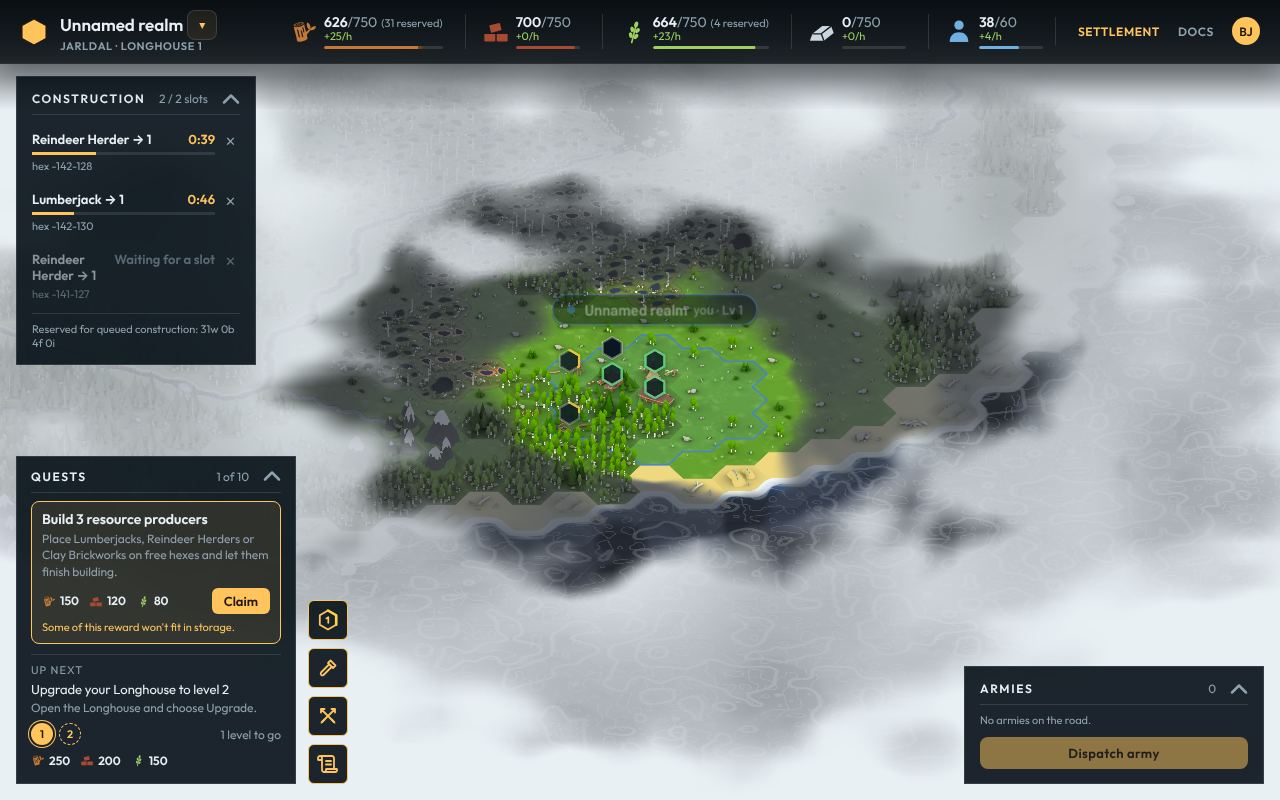 Unnamed realm
JARLDAL · LONGHOUSE 1
626/750 (31 reserved)
+25/h
700/750
+0/h
664/750 (4 reserved)
+23/h
0/750
+0/h
38/60
+4/h
SETTLEMENT
DOCS
BJ
CONSTRUCTION 2 / 2 slots
Reindeer Herder → 1 0:39 ×
hex -142-128
Lumberjack → 1 0:46 ×
hex -142-130
Reindeer Herder → 1 Waiting for a slot ×
hex -141-127
Reserved for queued construction: 31w 0b
4f 0i
Unnamed realm you · Lv 1
QUESTS 1 of 10
Build 3 resource producers
Place Lumberjacks, Reindeer Herders or
Clay Brickworks on free hexes and let them
finish building.
150 120 80 Claim
Some of this reward won't fit in storage.
UP NEXT
Upgrade your Longhouse to level 2
Open the Longhouse and choose Upgrade.
1 2 1 level to go
250 200 150
1
ARMIES 0
No armies on the road.
Dispatch army